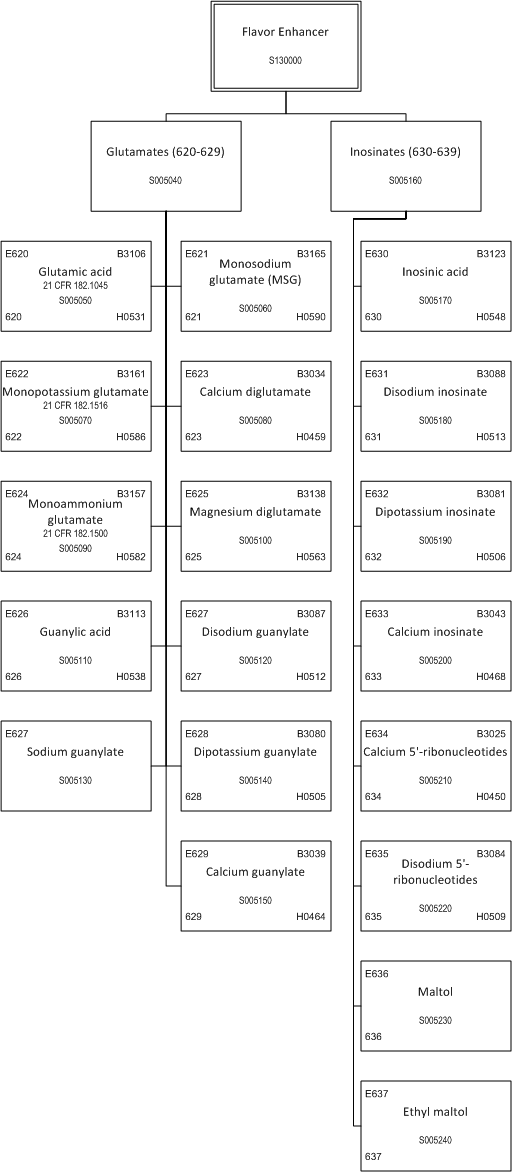 Flavor Enhancer
S130000
Glutamates (620-629)
S005040
Inosinates (630-639)
S005160
E620 B3106
Glutamic acid
21 CFR 182.1045
S005050
620 H0531
E621 B3165
Monosodium
glutamate (MSG)
S005060
621 H0590
E630 B3123
Inosinic acid
S005170
630 H0548
E622 B3161
Monopotassium glutamate
21 CFR 182.1516
S005070
622 H0586
E623 B3034
Calcium diglutamate
S005080
623 H0459
E631 B3088
Disodium inosinate
S005180
631 H0513
E624 B3157
Monoammonium
glutamate
21 CFR 182.1500
S005090
624 H0582
E625 B3138
Magnesium diglutamate
S005100
625 H0563
E632 B3081
Dipotassium inosinate
S005190
632 H0506
E626 B3113
Guanylic acid
S005110
626 H0538
E627 B3087
Disodium guanylate
S005120
627 H0512
E633 B3043
Calcium inosinate
S005200
633 H0468
E627
Sodium guanylate
S005130
E628 B3080
Dipotassium guanylate
S005140
628 H0505
E634 B3025
Calcium 5'-ribonucleotides
S005210
634 H0450
E629 B3039
Calcium guanylate
S005150
629 H0464
E635 B3084
Disodium 5'-
ribonucleotides
S005220
635 H0509
E636
Maltol
S005230
636
E637
Ethyl maltol
S005240
637